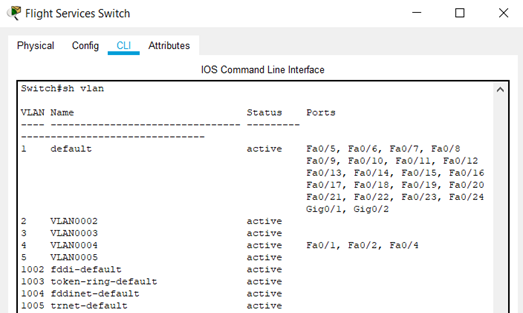 Flight Services Switch
Physical Config CLI Attributes
IOS Command Line Interface
Switch#sh vlan
VLAN Name Status Ports
---- -------------------------------- --------- -------------------------------
1 default active Fa0/5, Fa0/6, Fa0/7, Fa0/8
Fa0/9, Fa0/10, Fa0/11, Fa0/12
Fa0/13, Fa0/14, Fa0/15, Fa0/16
Fa0/17, Fa0/18, Fa0/19, Fa0/20
Fa0/21, Fa0/22, Fa0/23, Fa0/24
Gig0/1, Gig0/2
2 VLAN0002 active
3 VLAN0003 active
4 VLAN0004 active Fa0/1, Fa0/2, Fa0/4
5 VLAN0005 active
1002 fddi-default active
1003 token-ring-default active
1004 fddinet-default active
1005 trnet-default active